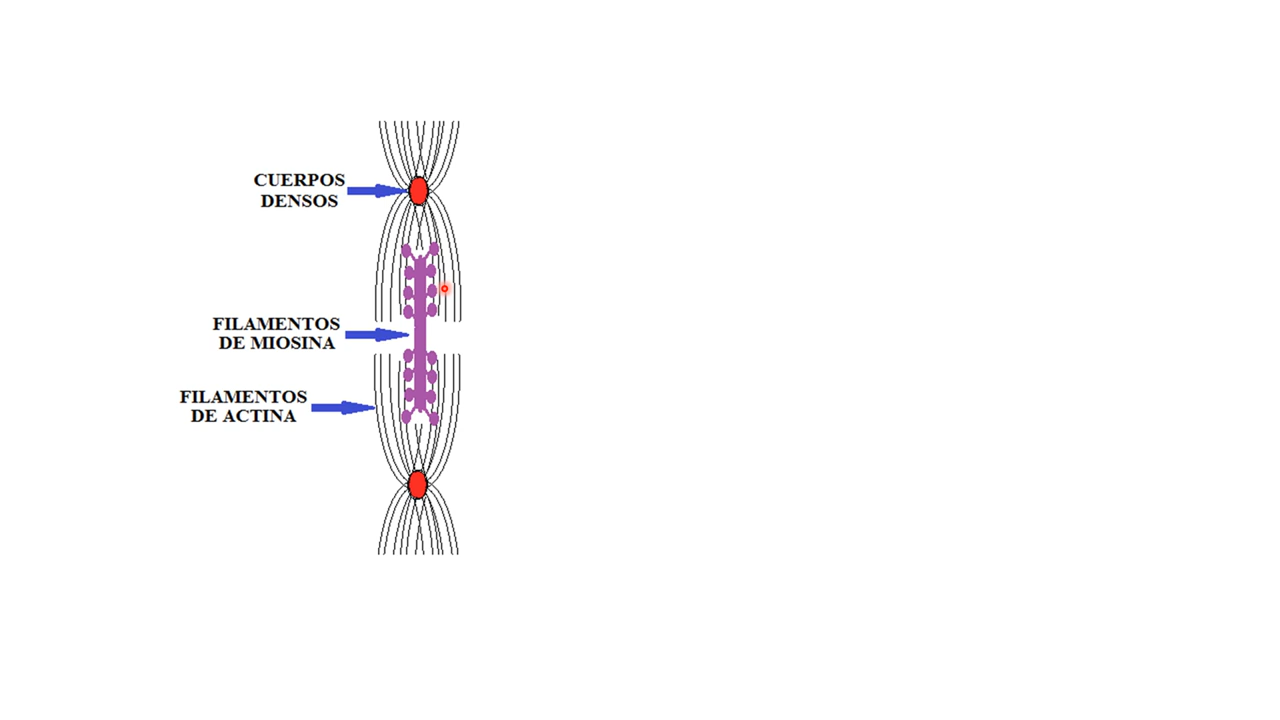 CUERPOS
DENSOS
FILAMENTOS
DE MIOSINA
FILAMENTOS
DE ACTINA